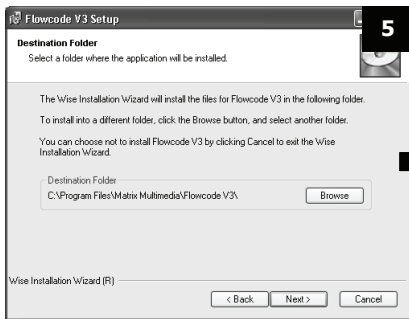 Flowcode V3 Setup
5
Destination Folder
Select a folder where the application will be installed.
The Wise Installation Wizard will install the files for Flowcode V3 in the following folder.
To install into a different folder, click the Browse button, and select another folder.
You can choose not to install Flowcode V3 by clicking Cancel to exit the Wise
Installation Wizard.
Destination Folder
C:\Program Files\Matrix Multimedia\Flowcode V3\
Browse
Wise Installation Wizard (R)
< Back
Next >
Cancel